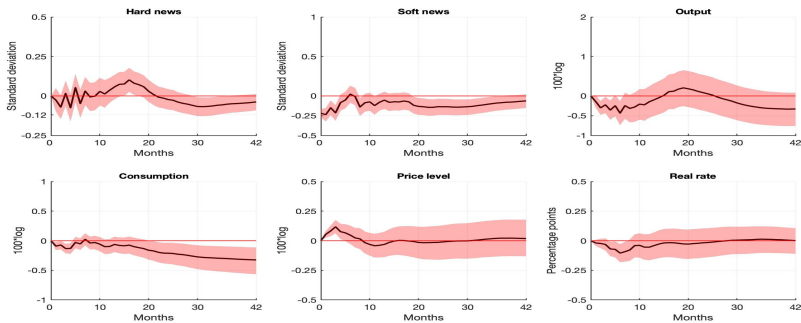 Hard news
Soft news
Output
0.5
0.25
0
-0.12
-0.25
Standard deviation
0 10 20 30 42
Months
0.5
0
-0.5
-1
Standard deviation
0 10 20 30 42
Months
1
0.5
0
-0.5
-1
100*log
0 10 20 30 42
Months
Consumption
Price level
Real rate
1
0.5
0
-0.5
-1
100*log
0 10 20 30 42
Months
0.5
0.25
0
-0.25
-0.5
100*log
0 10 20 30 42
Months
0.5
0.25
0
-0.25
-0.5
Percentage points
0 10 20 30 42
Months